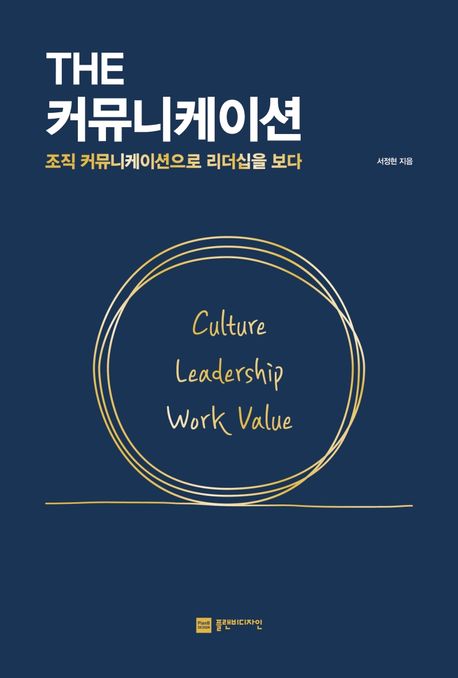 THE
커뮤니케이션
조직 커뮤니케이션으로 리더십을 보다
서정현 지음
Culture
Leadership
Work Value
PlanB
DESIGN
플랜비디자인